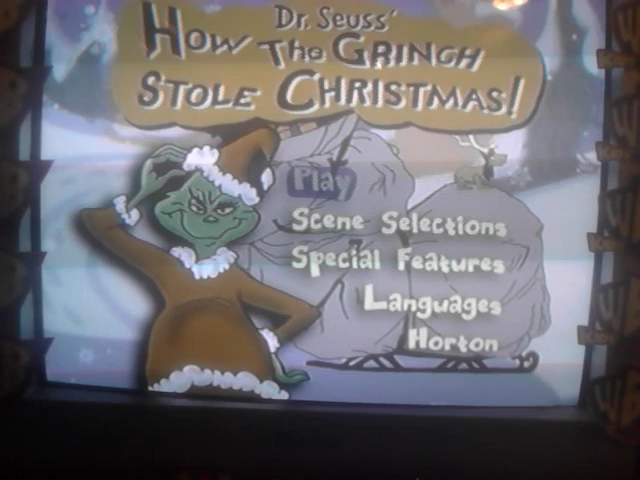 Dr. Seuss'
How The GRINCH
STOLE CHRISTMAS!
Play
Scene Selections
Special Features
Languages
Horton